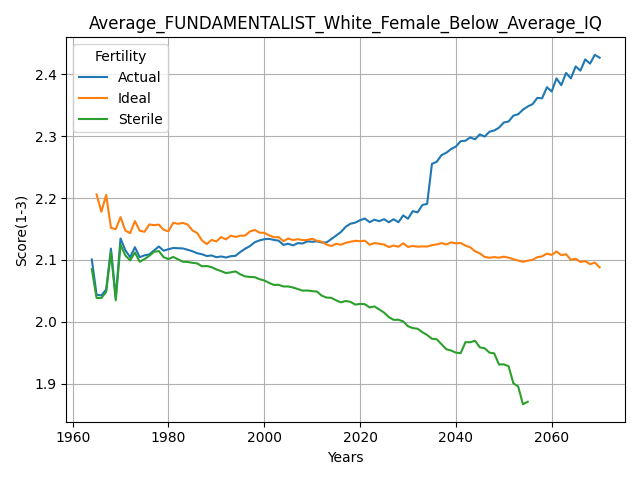 Average_FUNDAMENTALIST_White_Female_Below_Average_IQ
Fertility
Actual
Ideal
Sterile
Score(1-3)
2.4
2.3
2.2
2.1
2.0
1.9
1960
1980
2000
2020
2040
2060
Years